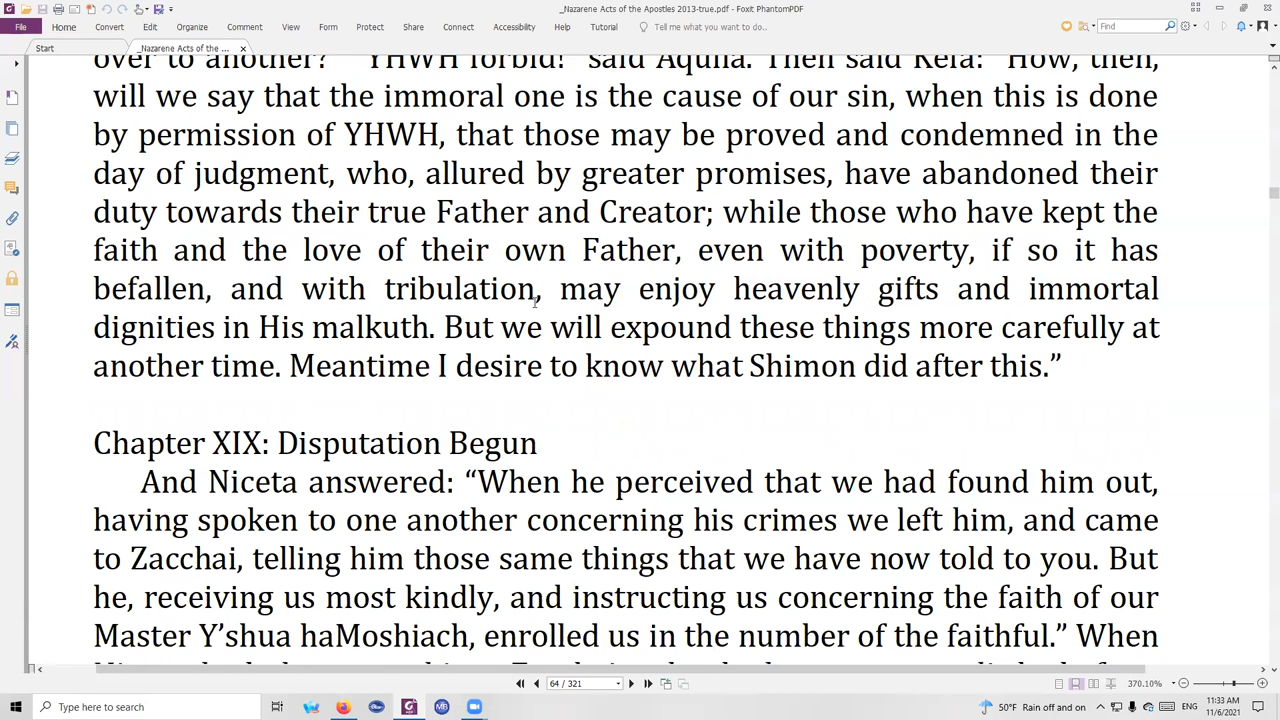 _Nazarene Acts of the Apostles 2013-true.pdf - Foxit PhantomPDF
File Home Convert Edit Organize Comment View Form Protect Share Connect Accessibility Help Tutorial Tell me what you want to do.. Find
Start _Nazarene Acts of the ...
over to another?" "YHWH forbid!" said Aquila. Then said Kefa: "How, then,
will we say that the immoral one is the cause of our sin, when this is done
by permission of YHWH, that those may be proved and condemned in the
day of judgment, who, allured by greater promises, have abandoned their
duty towards their true Father and Creator; while those who have kept the
faith and the love of their own Father, even with poverty, if so it has
befallen, and with tribulation, may enjoy heavenly gifts and immortal
dignities in His malkuth. But we will expound these things more carefully at
another time. Meantime I desire to know what Shimon did after this.”
Chapter XIX: Disputation Begun
And Niceta answered: “When he perceived that we had found him out,
having spoken to one another concerning his crimes we left him, and came
to Zacchai, telling him those same things that we have now told to you. But
he, receiving us most kindly, and instructing us concerning the faith of our
Master Y’shua haMoshiach, enrolled us in the number of the faithful.” When
64 / 321 370.10%
Type here to search MB 50°F Rain off and on ENG 11:33 AM
11/6/2021